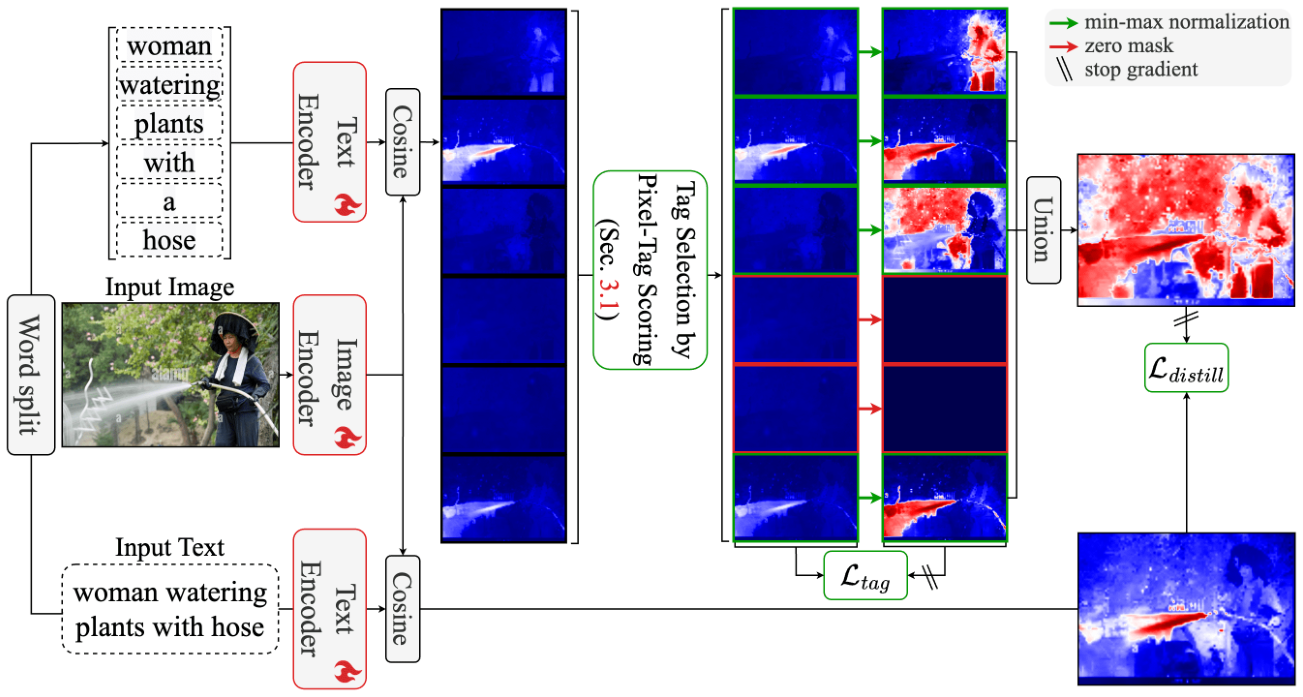 woman
watering
plants
with
a
hose
Text
Encoder
Cosine
min-max normalization
zero mask
stop gradient
Tag Selection by
Pixel-Tag Scoring
(Sec. 3.1)
Union
Word split
Input Image
a
a
a
a
Image
Encoder
ℒ_distill
Input Text
woman watering
plants with hose
Text
Encoder
Cosine
ℒ_tag